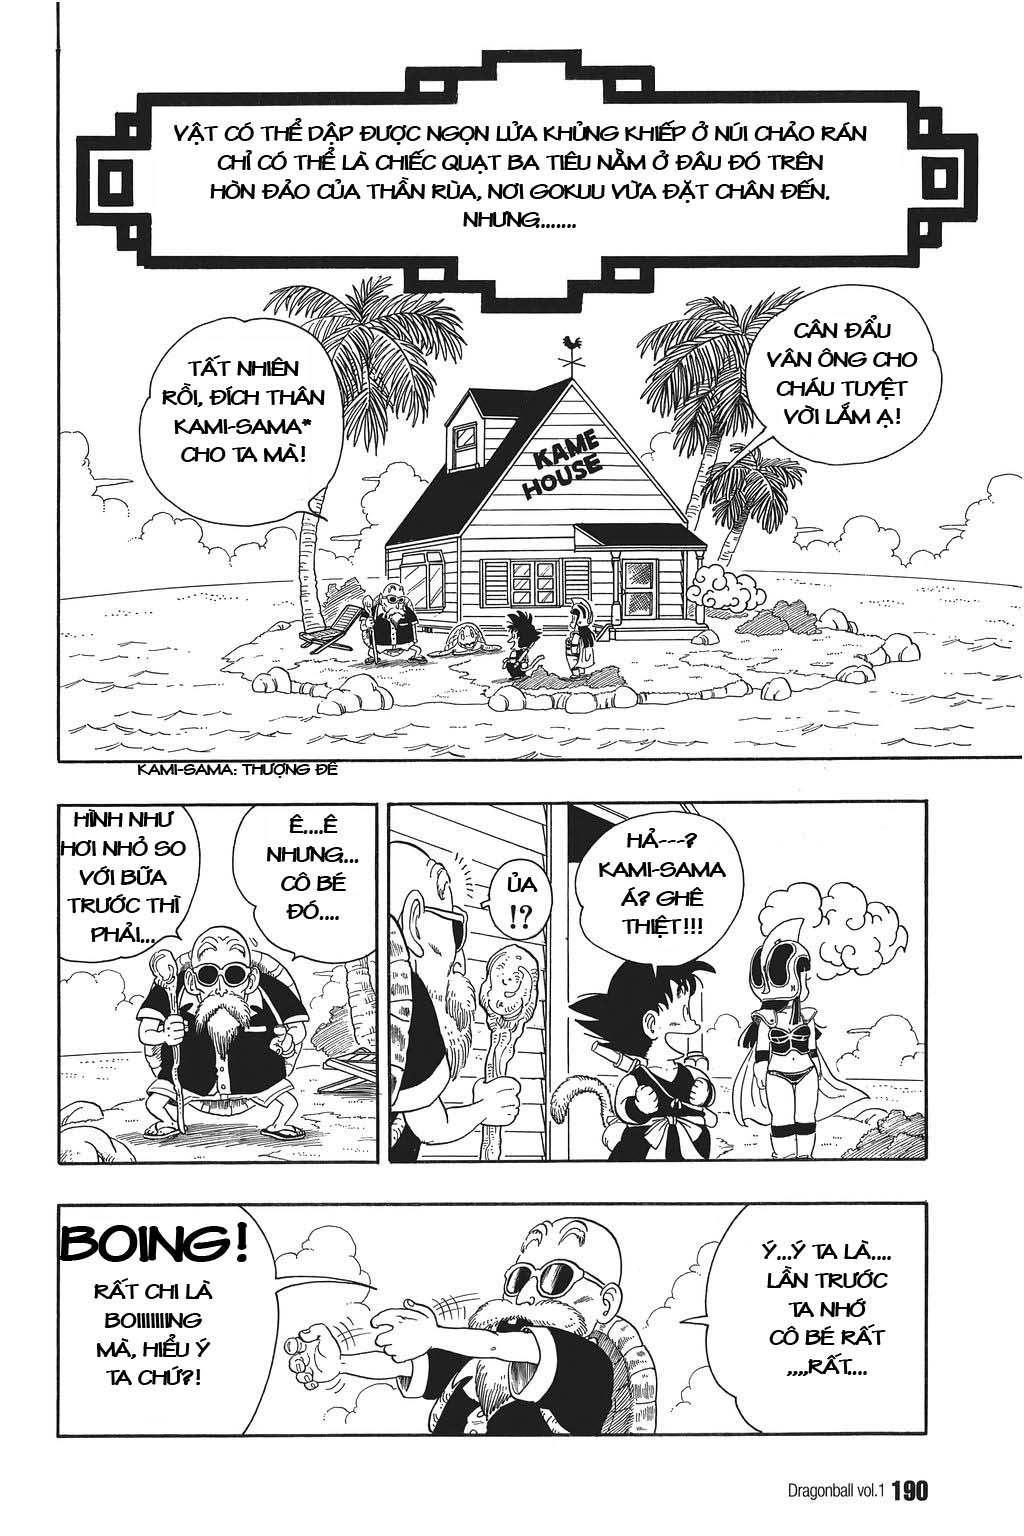 VẬT CÓ THỂ DẬP ĐƯỢC NGỌN LỬA KHỦNG KHIẾP Ở NÚI CHẢO RÁN
CHỈ CÓ THỂ LÀ CHIẾC QUẠT BA TIÊU NẰM Ở ĐÂU ĐÓ TRÊN
HÒN ĐẢO CỦA THẦN RÙA, NƠI GOKUU VỪA ĐẶT CHÂN ĐẾN.
NHƯNG.......
CÂN ĐẨU
VÂN ÔNG CHO
CHÁU TUYỆT
VỜI LẮM Ạ!
TẤT NHIÊN
RỒI, ĐÍCH THÂN
KAMI-SAMA*
CHO TA MÀ!
KAME
HOUSE
KAMI-SAMA: THƯỢNG ĐẾ
HẢ---?
KAMI-SAMA
Á? GHÊ
THIỆT!!!
ỦA
!?
Ê....Ê
NHƯNG...
CÔ BÉ
ĐÓ....
HÌNH NHƯ
HƠI NHỎ SO
VỚI BỮA
TRƯỚC THÌ
PHẢI...
Ý...Ý TA LÀ....
LẦN TRƯỚC
TA NHỚ
CÔ BÉ RẤT
,,,,RẤT....
BOING!
RẤT CHI LÀ
BOIIIIIIING
MÀ, HIỂU Ý
TA CHỨ?!
Dragonball vol.1 190